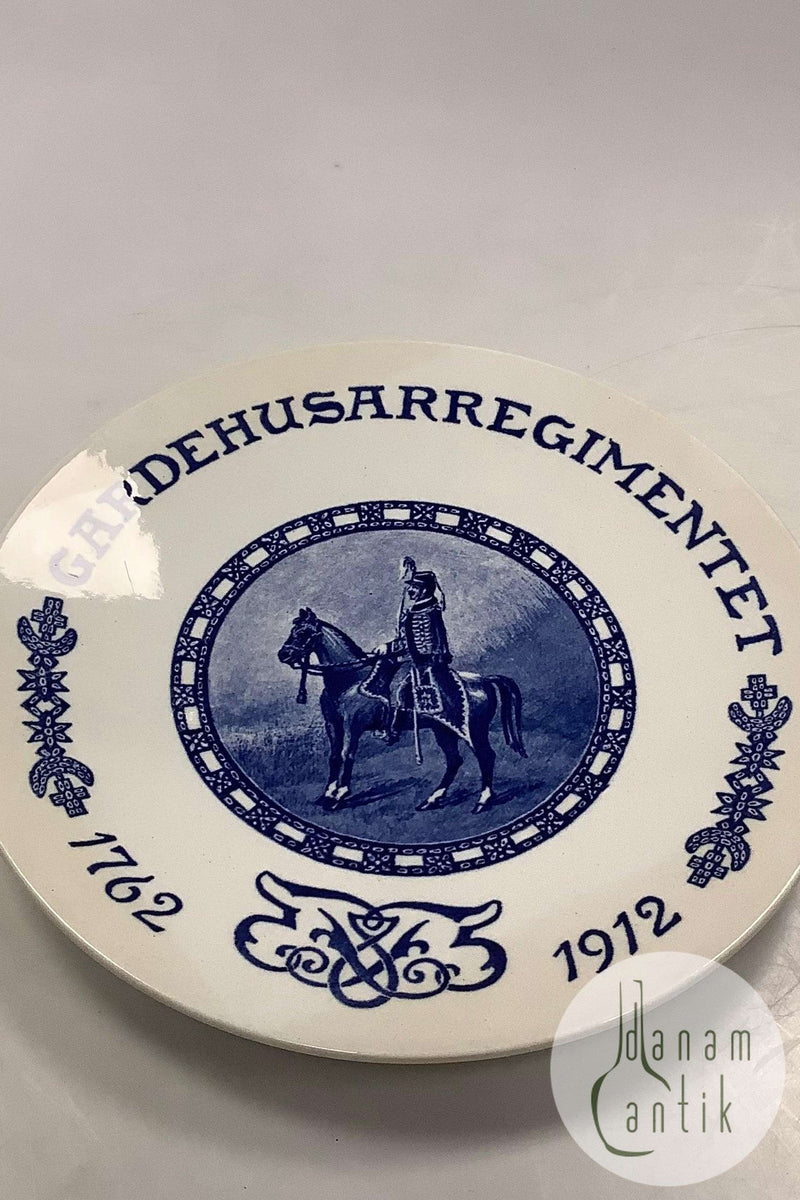 GARDEHUSARREGIMENTET
1762
1912
danam
antik